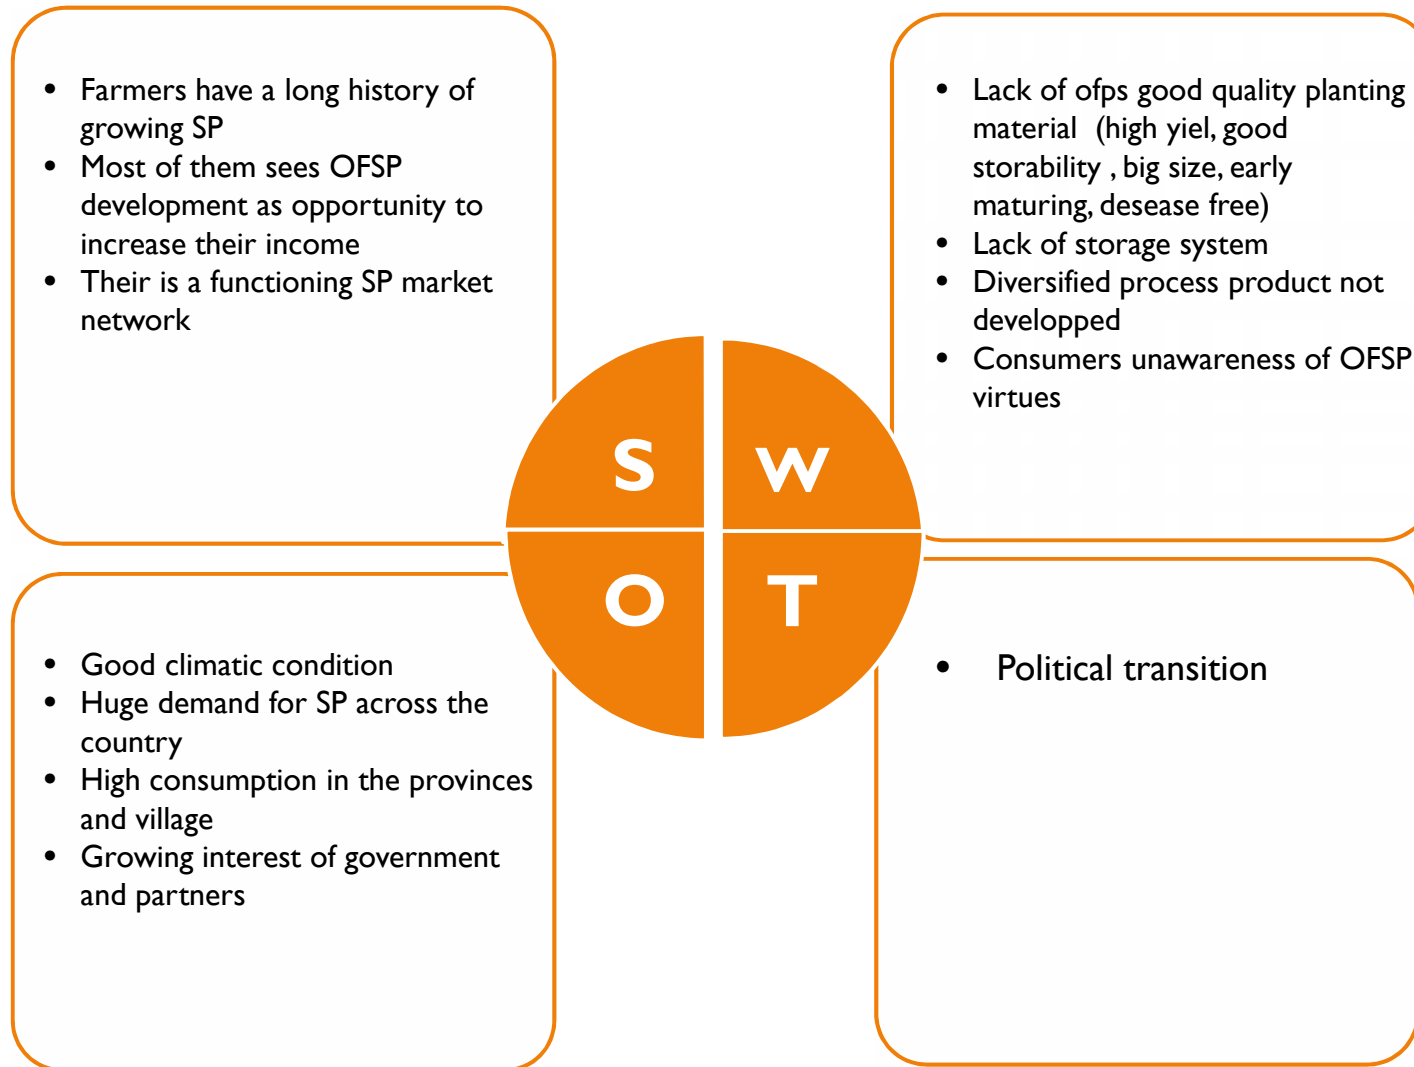 • Farmers have a long history of
growing SP
• Most of them sees OFSP
development as opportunity to
increase their income
• Their is a functioning SP market
network
• Lack of ofps good quality planting
material (high yiel, good
storability , big size, early
maturing, desease free)
• Lack of storage system
• Diversified process product not
developped
• Consumers unawareness of OFSP
virtues
S
W
O
T
• Good climatic condition
• Huge demand for SP across the
country
• High consumption in the provinces
and village
• Growing interest of government
and partners
• Political transition